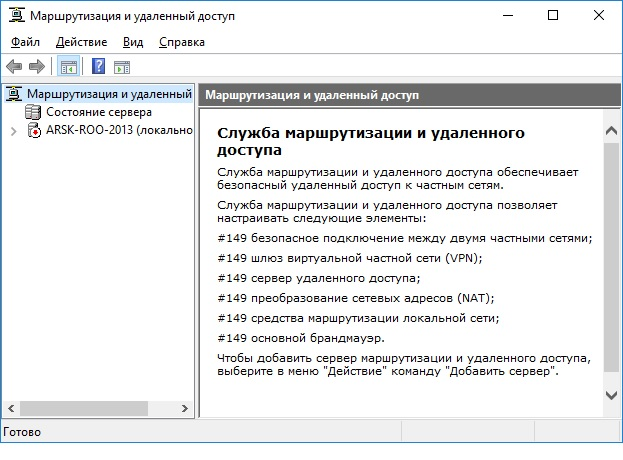 Маршрутизация и удаленный доступ
Файл Действие Вид Справка
Маршрутизация и удаленный
Состояние сервера
ARSK-ROO-2013 (локально
Маршрутизация и удаленный доступ
Служба маршрутизации и удаленного
доступа
Служба маршрутизации и удаленного доступа обеспечивает
безопасный удаленный доступ к частным сетям.
Служба маршрутизации и удаленного доступа позволяет
настраивать следующие элементы:
#149 безопасное подключение между двумя частными сетями;
#149 шлюз виртуальной частной сети (VPN);
#149 сервер удаленного доступа;
#149 преобразование сетевых адресов (NAT);
#149 средства маршрутизации локальной сети;
#149 основной брандмауэр.
Чтобы добавить сервер маршрутизации и удаленного доступа,
выберите в меню "Действие" команду "Добавить сервер".
Готово